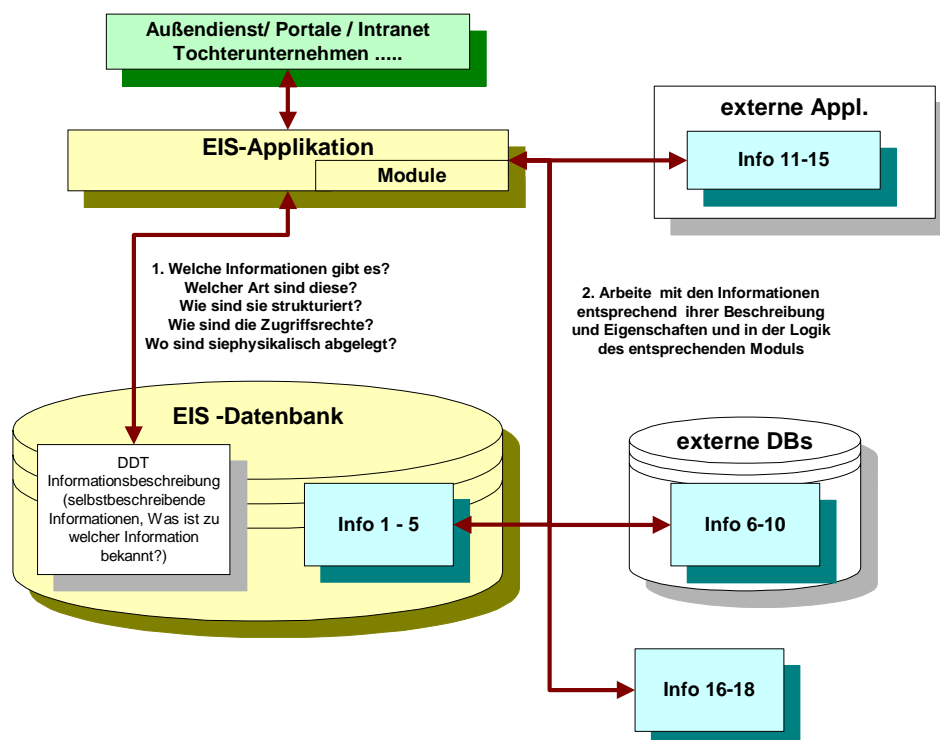 Außendienst/ Portale / Intranet
Tochterunternehmen .....
EIS-Applikation
Module
externe Appl.
Info 11-15
1. Welche Informationen gibt es?
Welcher Art sind diese?
Wie sind sie strukturiert?
Wie sind die Zugriffsrechte?
Wo sind siephysikalisch abgelegt?
2. Arbeite mit den Informationen
entsprechend ihrer Beschreibung
und Eigenschaften und in der Logik
des entsprechenden Moduls
EIS -Datenbank
DDT
Informationsbeschreibung
(selbstbeschreibende
Informationen, Was ist zu
welcher Information
bekannt?)
Info 1 - 5
externe DBs
Info 6-10
Info 16-18